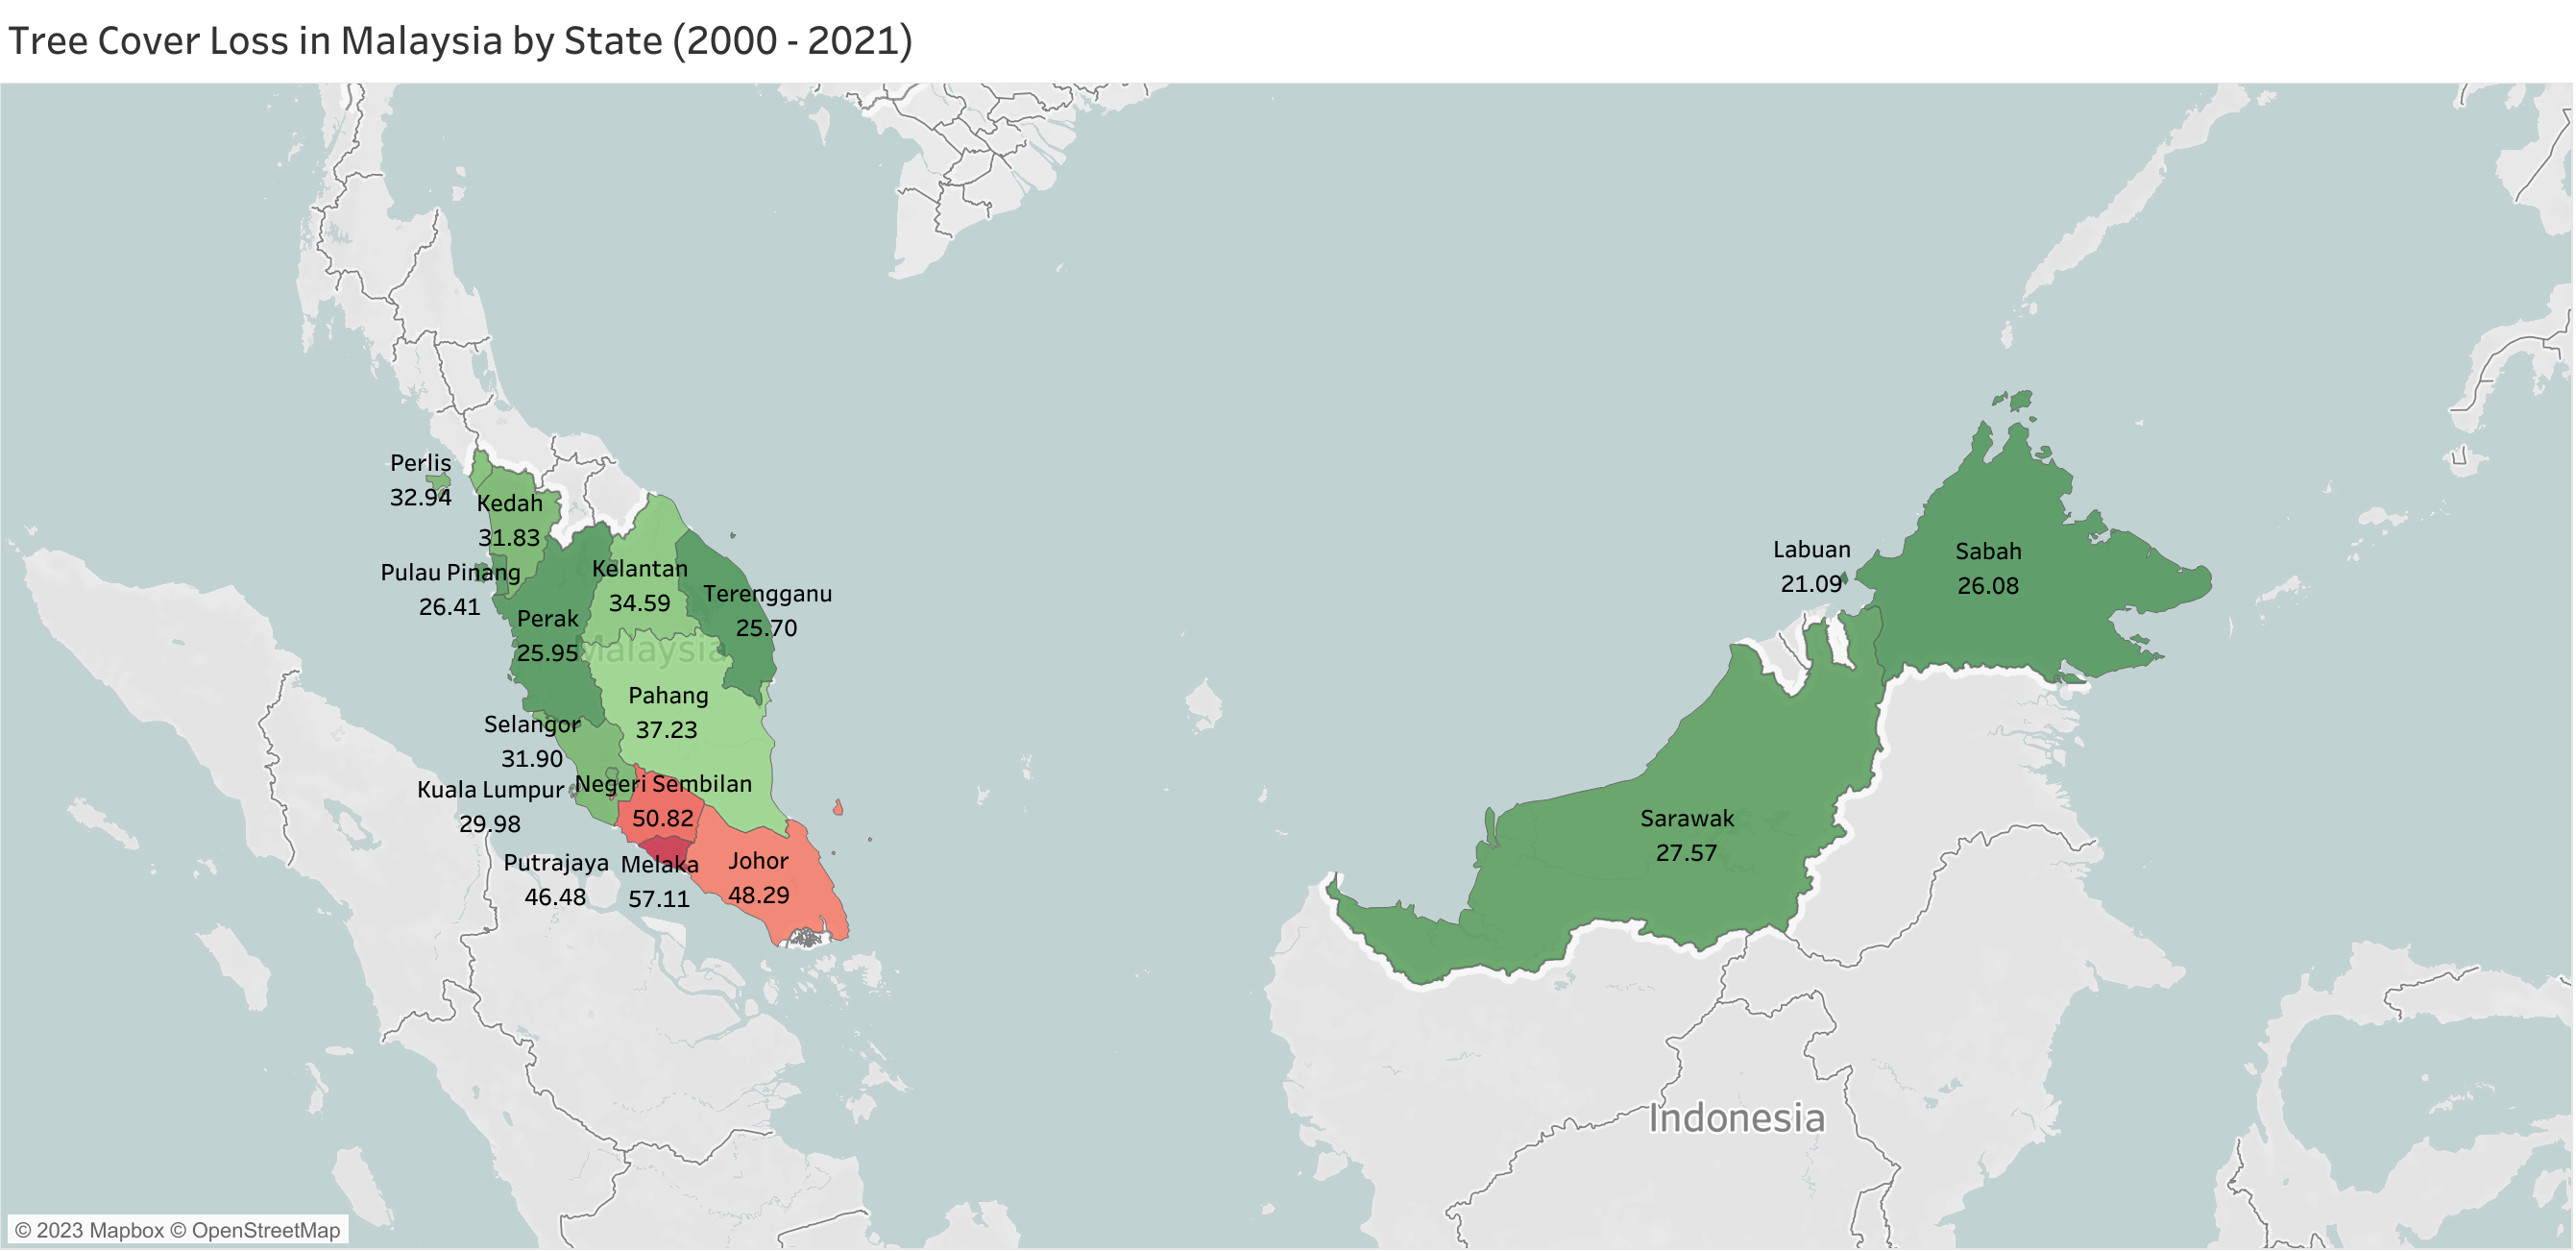 Tree Cover Loss in Malaysia by State (2000 - 2021)
Perlis
32.94
Kedah
31.83
Pulau Pinang
26.41
Kelantan
34.59
Terengganu
25.70
Perak
25.95
Malaysia
Pahang
37.23
Selangor
31.90
Kuala Lumpur
29.98
Negeri Sembilan
50.82
Putrajaya
46.48
Melaka
57.11
Johor
48.29
Labuan
21.09
Sabah
26.08
Sarawak
27.57
Indonesia
© 2023 Mapbox © OpenStreetMap